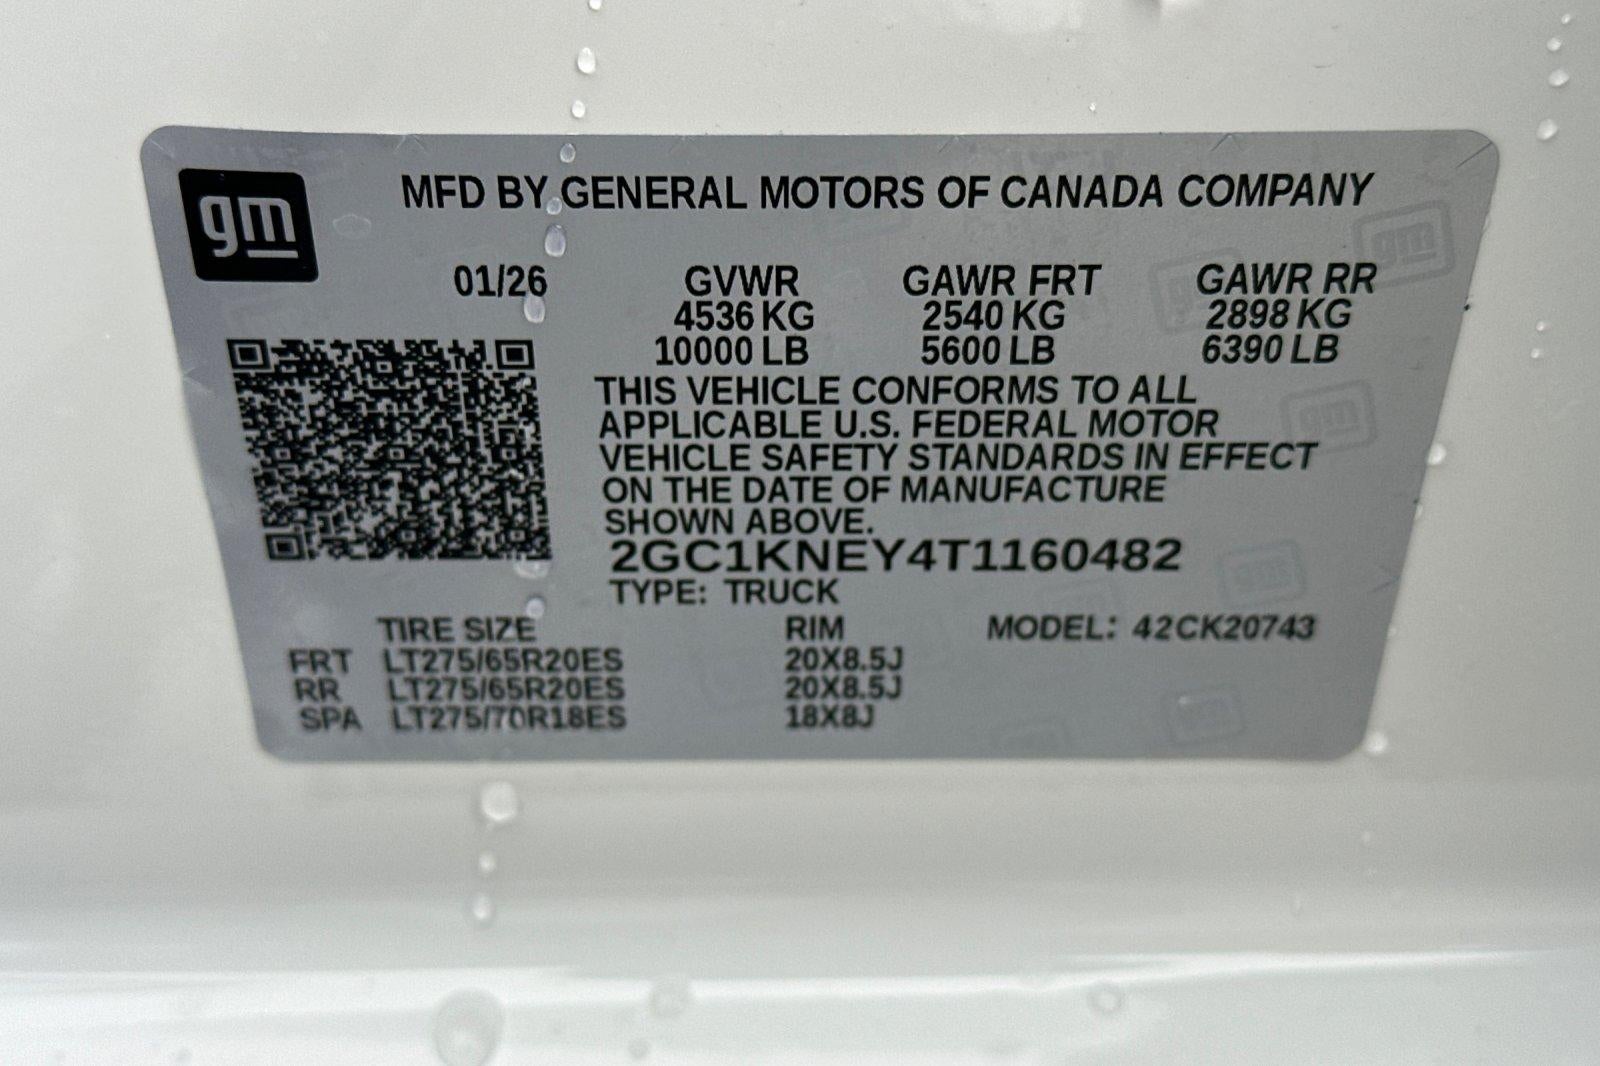 gm
MFD BY GENERAL MOTORS OF CANADA COMPANY
01/26 GVWR GAWR FRT GAWR RR
4536 KG 2540 KG 2898 KG
10000 LB 5600 LB 6390 LB
THIS VEHICLE CONFORMS TO ALL
APPLICABLE U.S. FEDERAL MOTOR
VEHICLE SAFETY STANDARDS IN EFFECT
ON THE DATE OF MANUFACTURE
SHOWN ABOVE.
2GC1KNEY4T1160482
TYPE: TRUCK
TIRE SIZE RIM MODEL: 42CK20743
FRT LT275/65R20ES 20X8.5J
RR LT275/65R20ES 20X8.5J
SPA LT275/70R18ES 18X8J